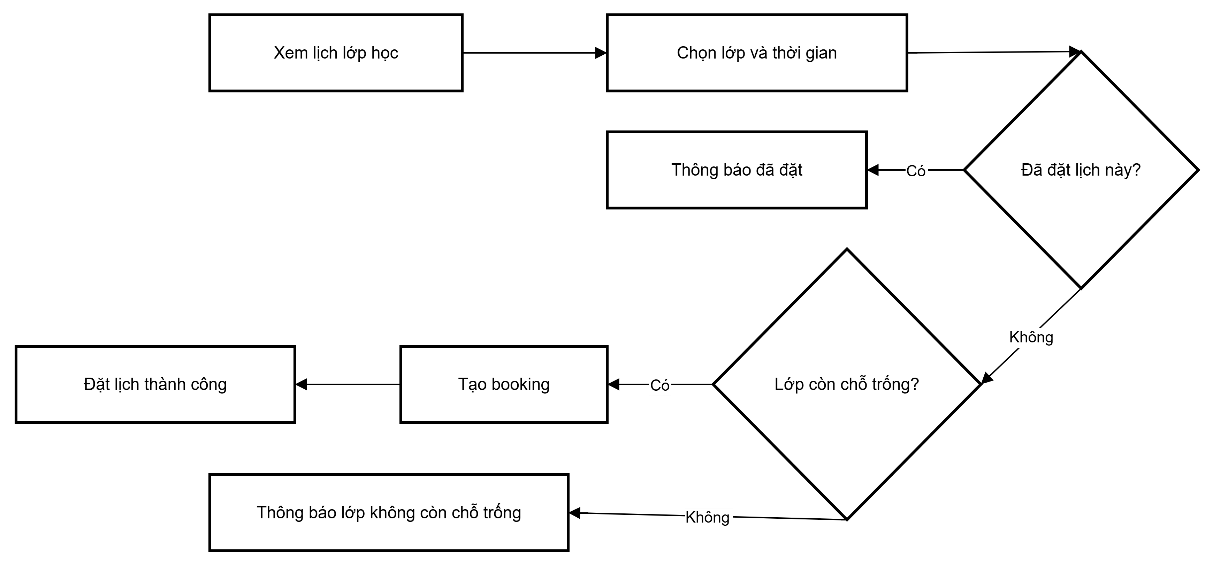 Xem lịch lớp học
Chọn lớp và thời gian
Thông báo đã đặt
Có
Đã đặt lịch này?
Không
Đặt lịch thành công
Tạo booking
Có
Lớp còn chỗ trống?
Thông báo lớp không còn chỗ trống
Không